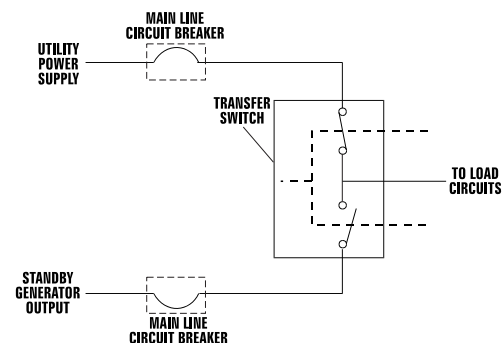 MAIN LINE
CIRCUIT BREAKER
UTILITY
POWER
SUPPLY
TRANSFER
SWITCH
TO LOAD
CIRCUITS
STANDBY
GENERATOR
OUTPUT
MAIN LINE
CIRCUIT BREAKER